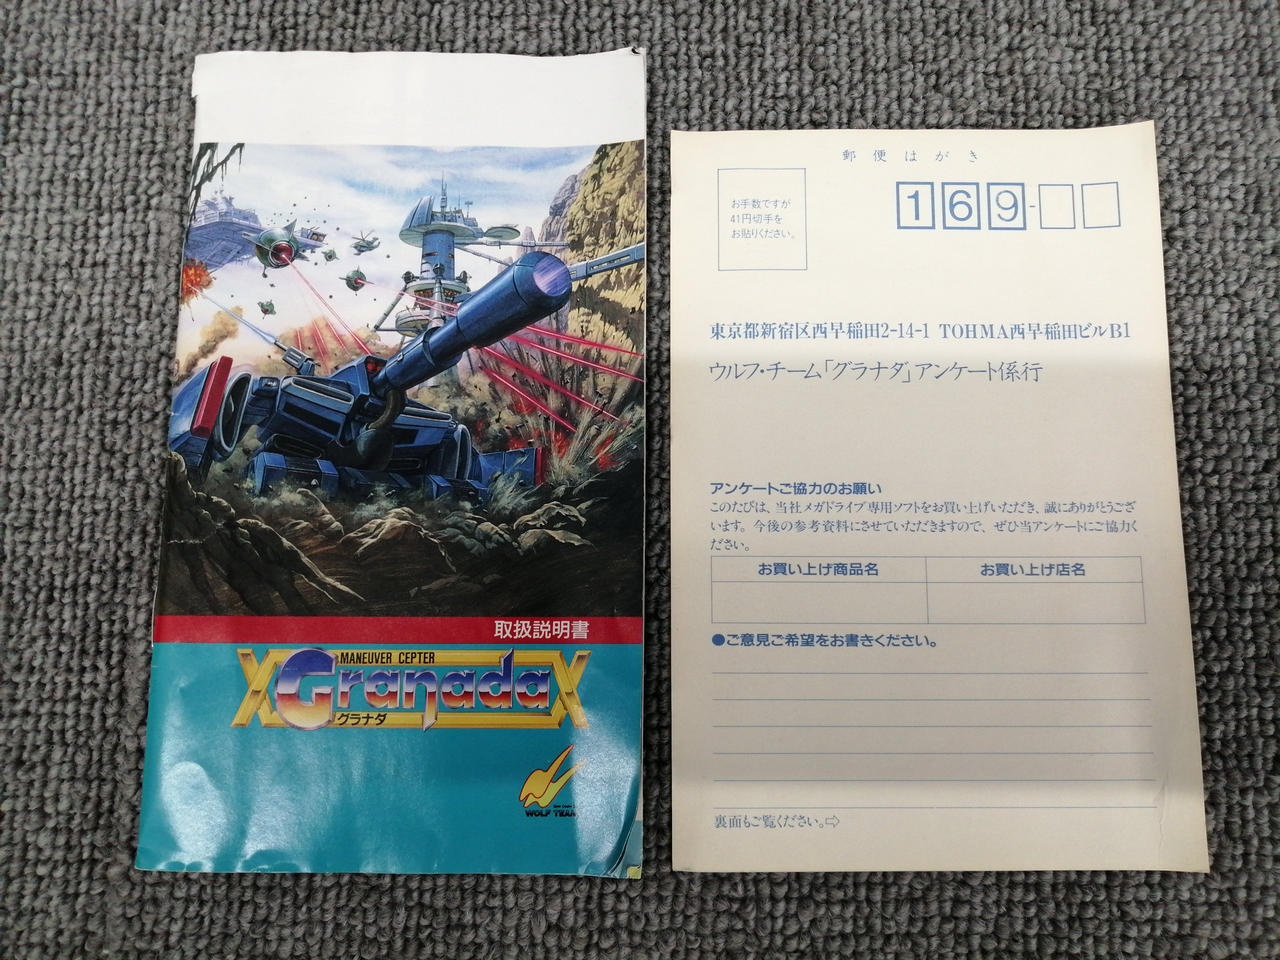 取扱説明書
MANEUVER CEPTER
Granada
グラナダ
WOLF TEAM
郵便はがき
お手数ですが
41円切手を
お貼りください。
169-
東京都新宿区西早稲田2-14-1 TOHMA西早稲田ビルB1
ウルフ・チーム「グラナダ」アンケート係行
アンケートご協力のお願い
このたびは、当社メガドライブ専用ソフトをお買い上げいただき、誠にありがとうござ
います。今後の参考資料にさせていただきますので、ぜひ当アンケートにご協力く
ださい。
お買い上げ商品名 お買い上げ店名
●ご意見ご希望をお書きください。
裏面もご覧ください。⇨